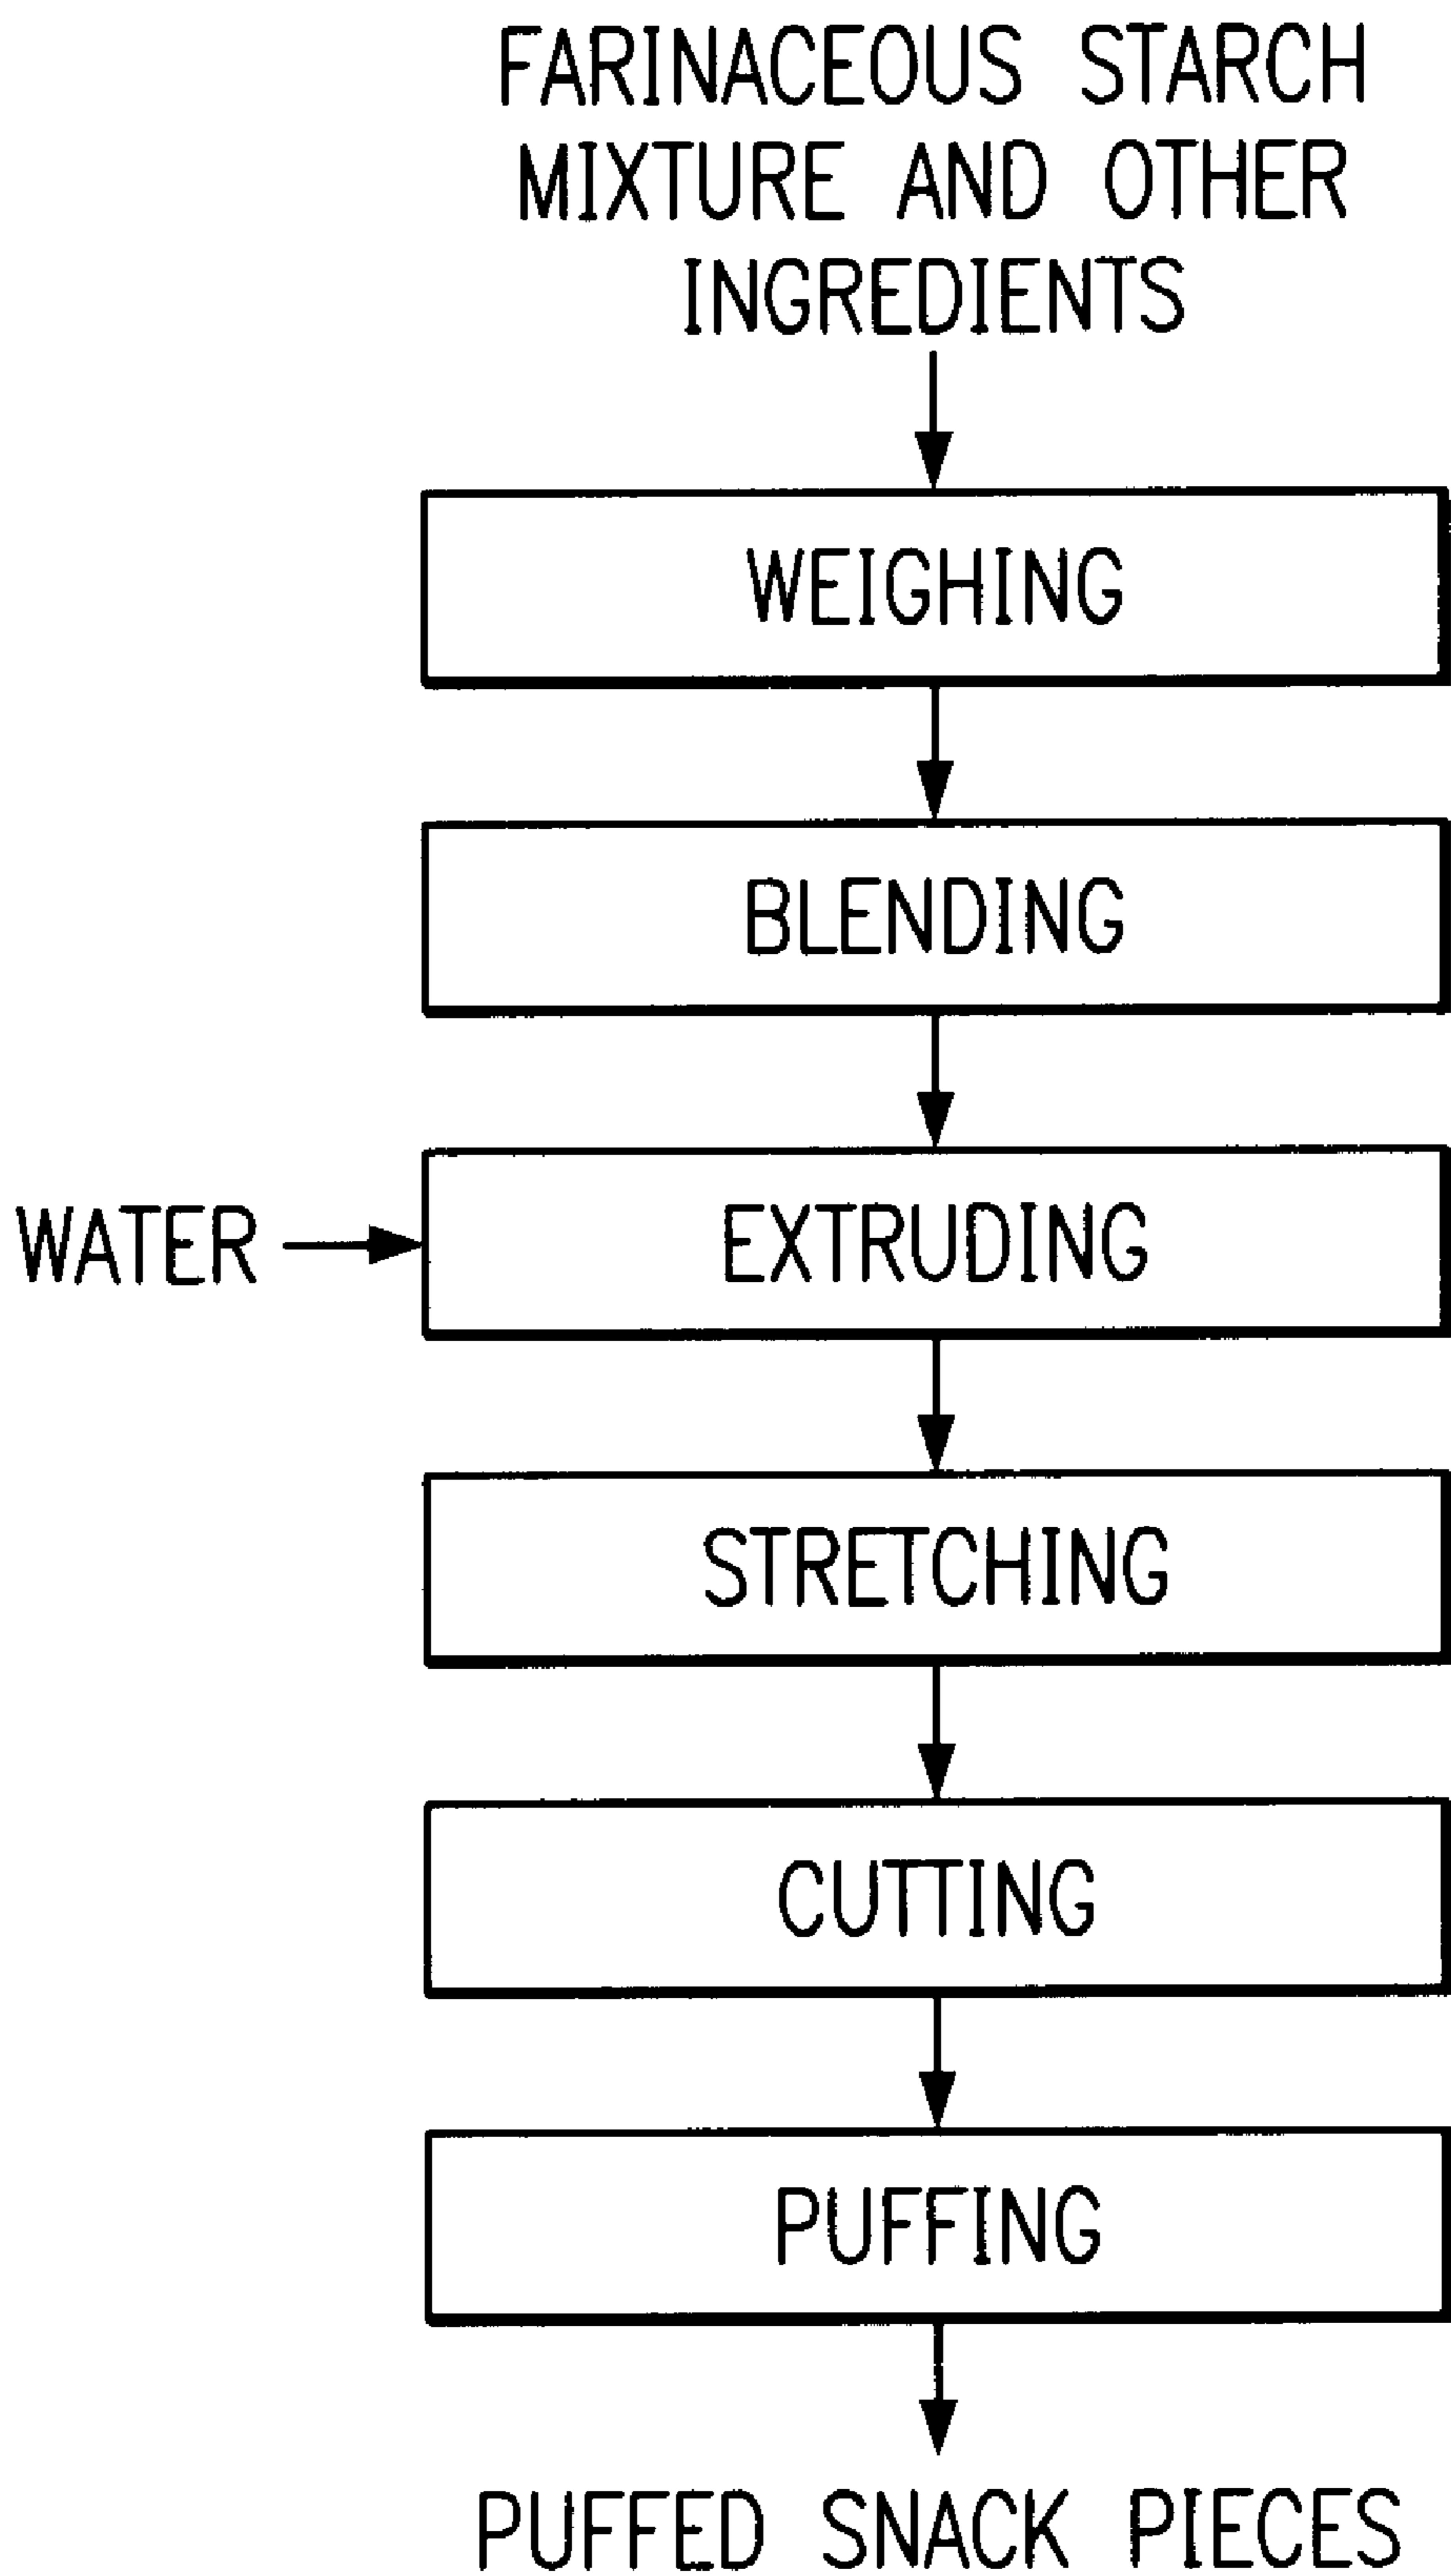 FARINACEOUS STARCH
MIXTURE AND OTHER
INGREDIENTS
WEIGHING
BLENDING
WATER
EXTRUDING
STRETCHING
CUTTING
PUFFING
PUFFED SNACK PIECES